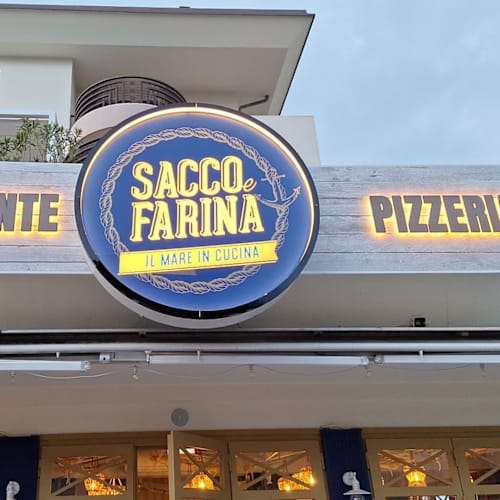 NTE
SACCO e
FARINA
IL MARE IN CUCINA
PIZZERI